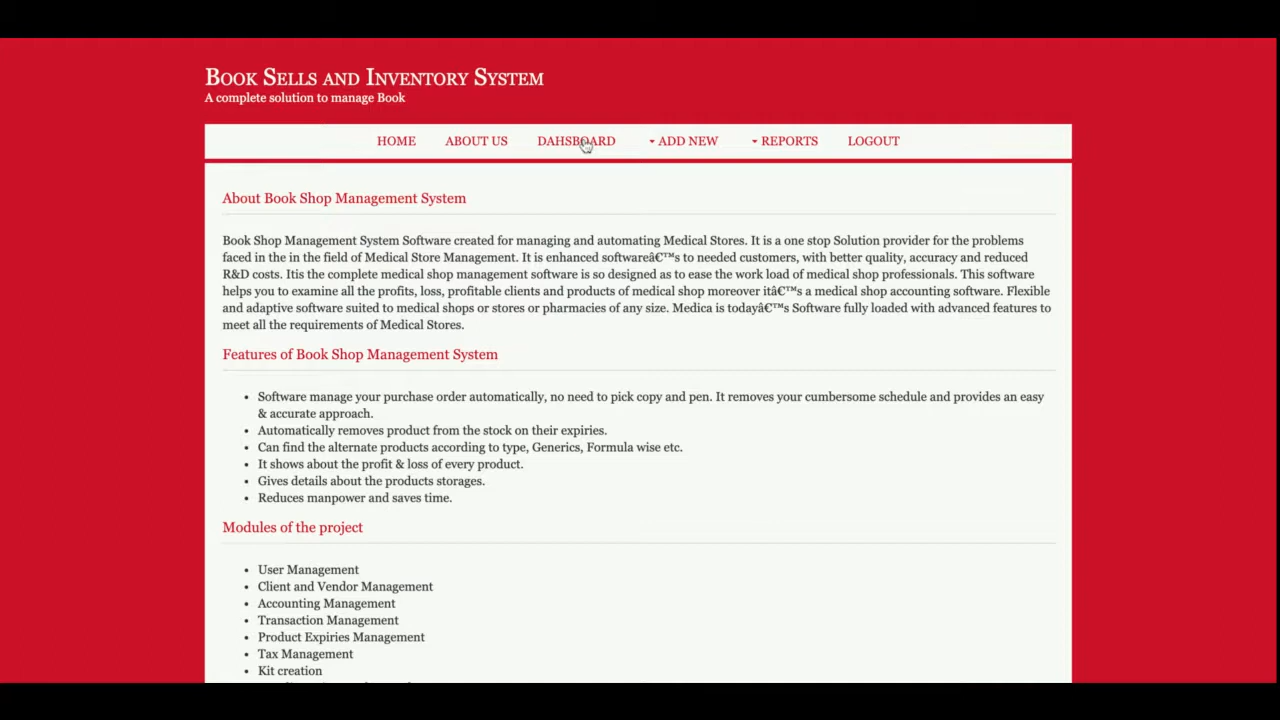 Book Sells and Inventory System
A complete solution to manage Book
HOME ABOUT US DAHSBOARD ADD NEW REPORTS LOGOUT
About Book Shop Management System
Book Shop Management System Software created for managing and automating Medical Stores. It is a one stop Solution provider for the problems
faced in the in the field of Medical Store Management. It is enhanced softwareâ€™s to needed customers, with better quality, accuracy and reduced
R&D costs. Itis the complete medical shop management software is so designed as to ease the work load of medical shop professionals. This software
helps you to examine all the profits, loss, profitable clients and products of medical shop moreover itâ€™s a medical shop accounting software. Flexible
and adaptive software suited to medical shops or stores or pharmacies of any size. Medica is todayâ€™s Software fully loaded with advanced features to
meet all the requirements of Medical Stores.
Features of Book Shop Management System
• Software manage your purchase order automatically, no need to pick copy and pen. It removes your cumbersome schedule and provides an easy
& accurate approach.
• Automatically removes product from the stock on their expiries.
• Can find the alternate products according to type, Generics, Formula wise etc.
• It shows about the profit & loss of every product.
• Gives details about the products storages.
• Reduces manpower and saves time.
Modules of the project
• User Management
• Client and Vendor Management
• Accounting Management
• Transaction Management
• Product Expiries Management
• Tax Management
• Kit creation